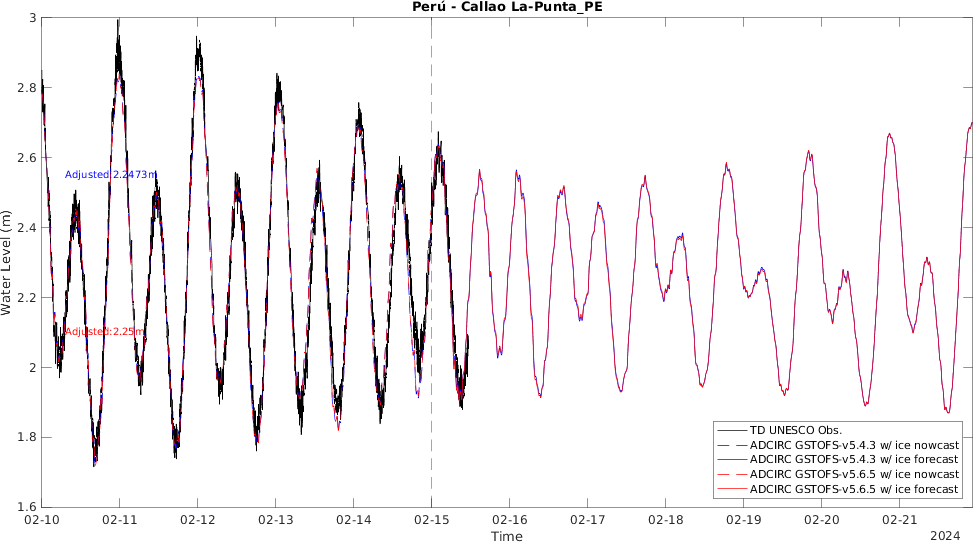 Perú - Callao La-Punta_PE
3
2.8
2.6
2.4
2.2
2
1.8
1.6
Water Level (m)
Adjusted:2.2473m
Adjusted:2.25m
TD UNESCO Obs.
ADCIRC GSTOFS-v5.4.3 w/ ice nowcast
ADCIRC GSTOFS-v5.4.3 w/ ice forecast
ADCIRC GSTOFS-v5.6.5 w/ ice nowcast
ADCIRC GSTOFS-v5.6.5 w/ ice forecast
02-10 02-11 02-12 02-13 02-14 02-15 02-16 02-17 02-18 02-19 02-20 02-21
Time
2024